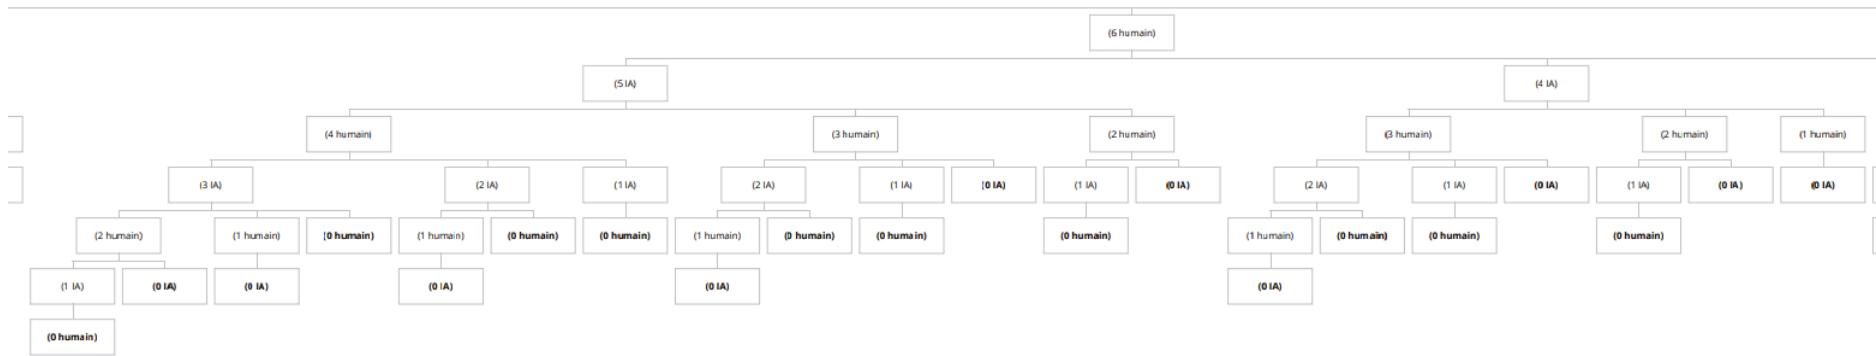 (6 humain)
(5 IA)
(4 IA)
(4 humain)
(3 humain)
(2 humain)
(3 humain)
(2 humain)
(1 humain)
(3 IA)
(2 IA)
(1 IA)
(2 IA)
(1 IA)
(0 IA)
(1 IA)
(0 IA)
(2 IA)
(1 IA)
(0 IA)
(1 IA)
(0 IA)
(0 IA)
(2 humain)
(1 humain)
(0 humain)
(1 humain)
(0 humain)
(0 humain)
(1 humain)
(0 humain)
(0 humain)
(0 humain)
(1 humain)
(0 humain)
(0 humain)
(0 humain)
(1 IA)
(0 IA)
(0 IA)
(0 IA)
(0 IA)
(0 IA)
(0 humain)